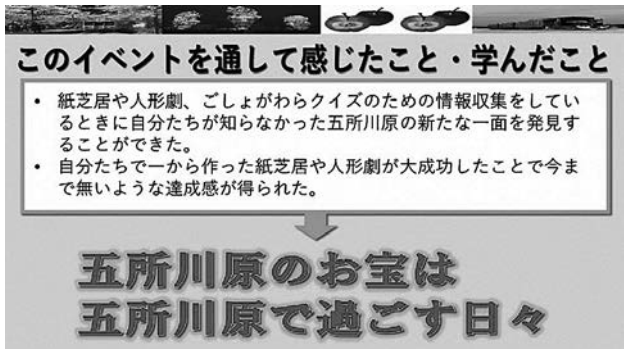 このイベントを通して感じたこと・学んだこと
• 紙芝居や人形劇、ごしょがわらクイズのための情報収集をしてい
るときに自分たちが知らなかった五所川原の新たな一面を発見す
ることができた。
• 自分たちで一から作った紙芝居や人形劇が大成功したことで今ま
で無いような達成感が得られた。
五所川原のお宝は
五所川原で過ごす日々